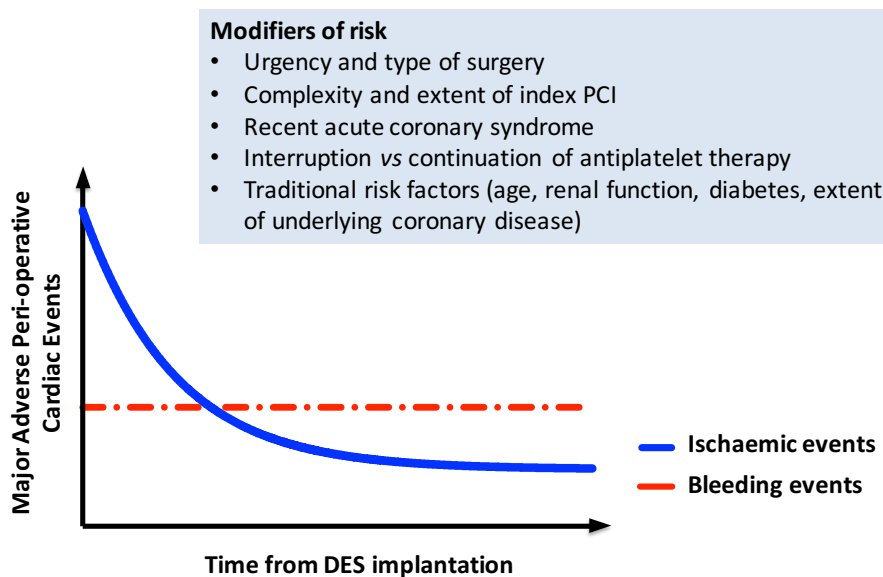 Modifiers of risk
• Urgency and type of surgery
• Complexity and extent of index PCI
• Recent acute coronary syndrome
• Interruption vs continuation of antiplatelet therapy
• Traditional risk factors (age, renal function, diabetes, extent
of underlying coronary disease)
Major Adverse Peri-operative
Cardiac Events
Ischaemic events
Bleeding events
Time from DES implantation